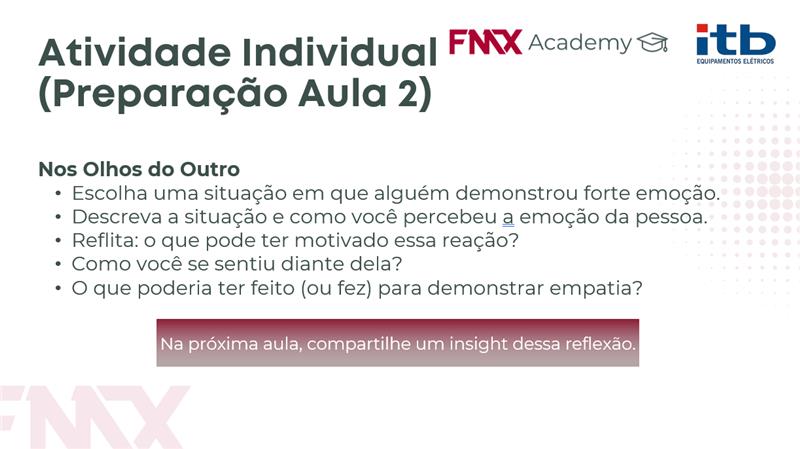 Atividade Individual
(Preparação Aula 2)
FMX Academy
itb
EQUIPAMENTOS ELÉTRICOS
Nos Olhos do Outro
• Escolha uma situação em que alguém demonstrou forte emoção.
• Descreva a situação e como você percebeu a emoção da pessoa.
• Reflita: o que pode ter motivado essa reação?
• Como você se sentiu diante dela?
• O que poderia ter feito (ou fez) para demonstrar empatia?
Na próxima aula, compartilhe um insight dessa reflexão.
FMX